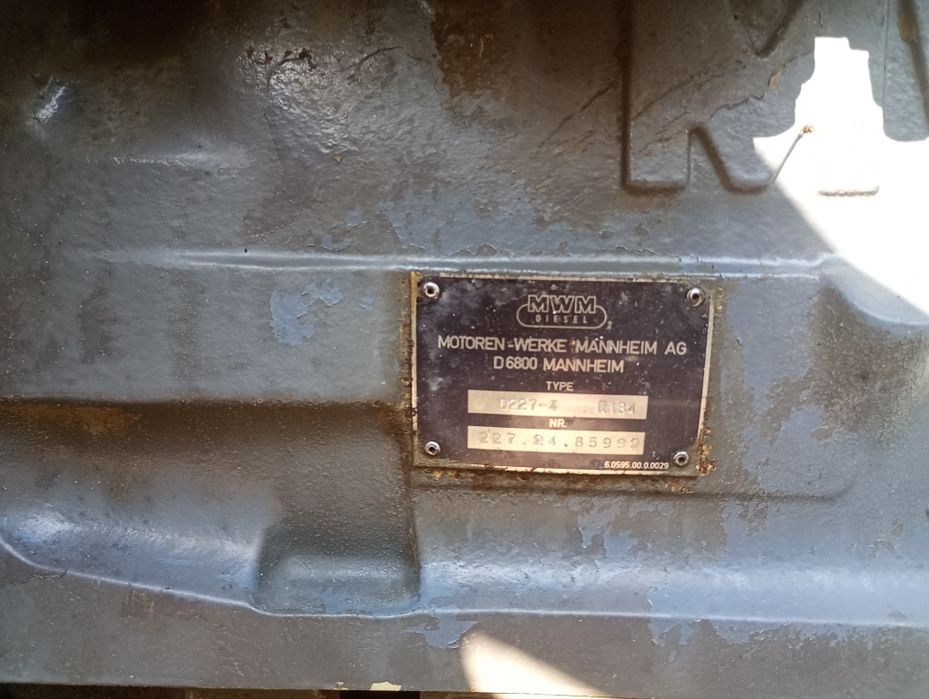 MWM
DIESEL
MOTOREN-WERKE MANNHEIM AG
D6800 MANNHEIM
TYPE
D227-4
NR.
227.24.85992
6.0595.00.0.0029